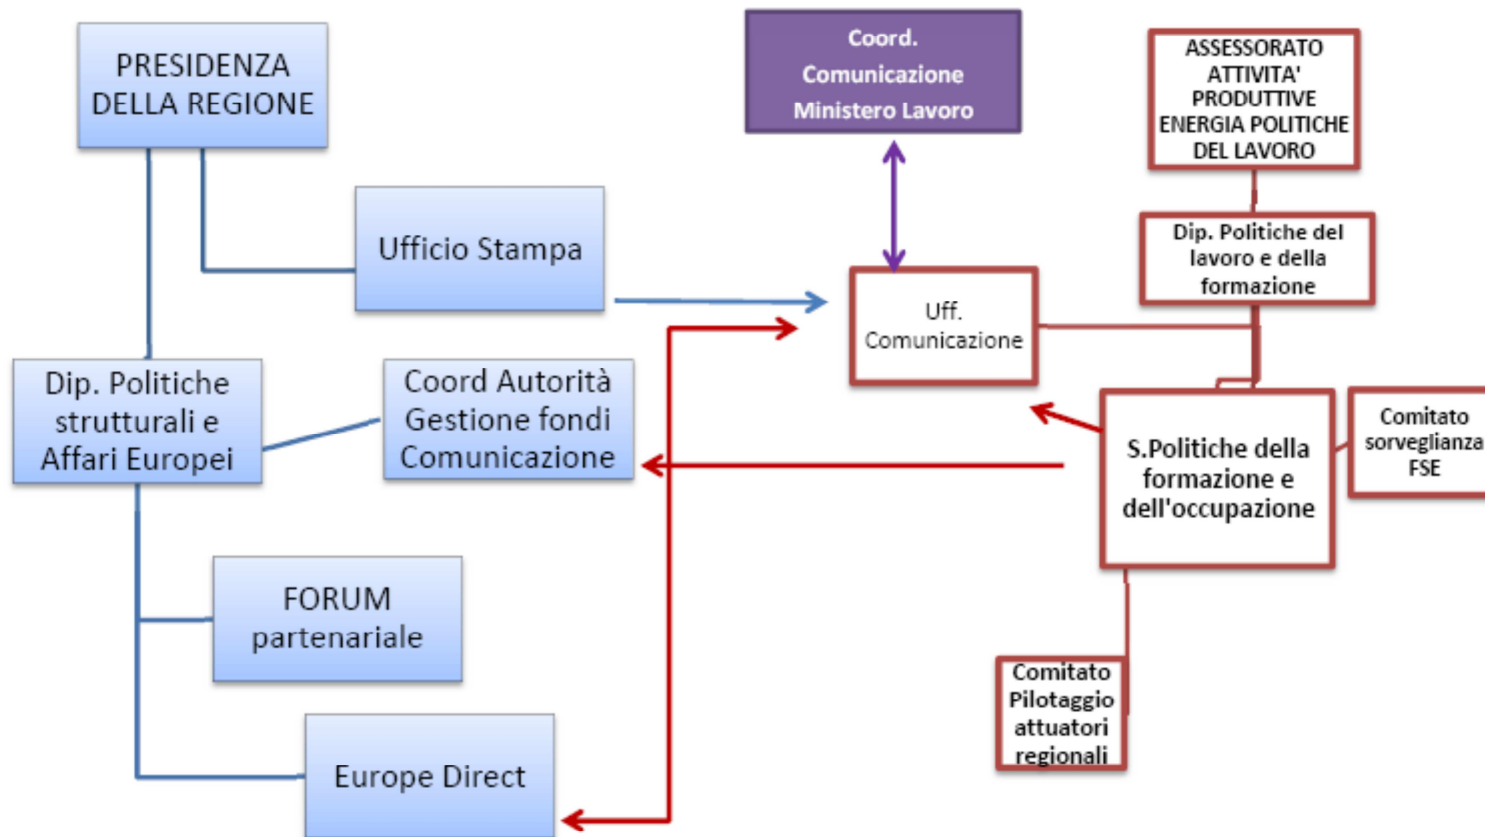 PRESIDENZA
DELLA REGIONE
Coord.
Comunicazione
Ministero Lavoro
ASSESSORATO
ATTIVITA'
PRODUTTIVE
ENERGIA POLITICHE
DEL LAVORO
Ufficio Stampa
Dip. Politiche del
lavoro e della
formazione
Uff.
Comunicazione
Dip. Politiche
strutturali e
Affari Europei
Coord Autorità
Gestione fondi
Comunicazione
S.Politiche della
formazione e
dell'occupazione
Comitato
sorveglianza
FSE
FORUM
partenariale
Comitato
Pilotaggio
attuatori
regionali
Europe Direct